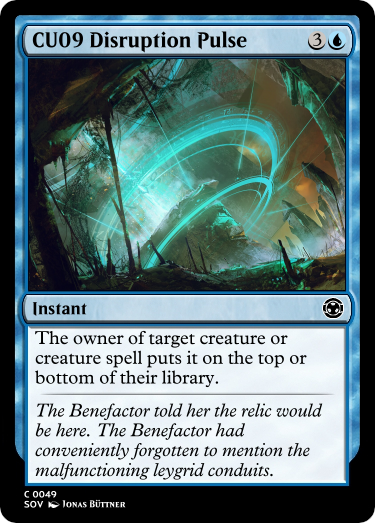 CU09 Disruption Pulse 3
Instant
The owner of target creature or
creature spell puts it on the top or
bottom of their library.
The Benefactor told her the relic would
be here. The Benefactor had
conveniently forgotten to mention the
malfunctioning leygrid conduits.
C 0049
SOV Jonas Büttner